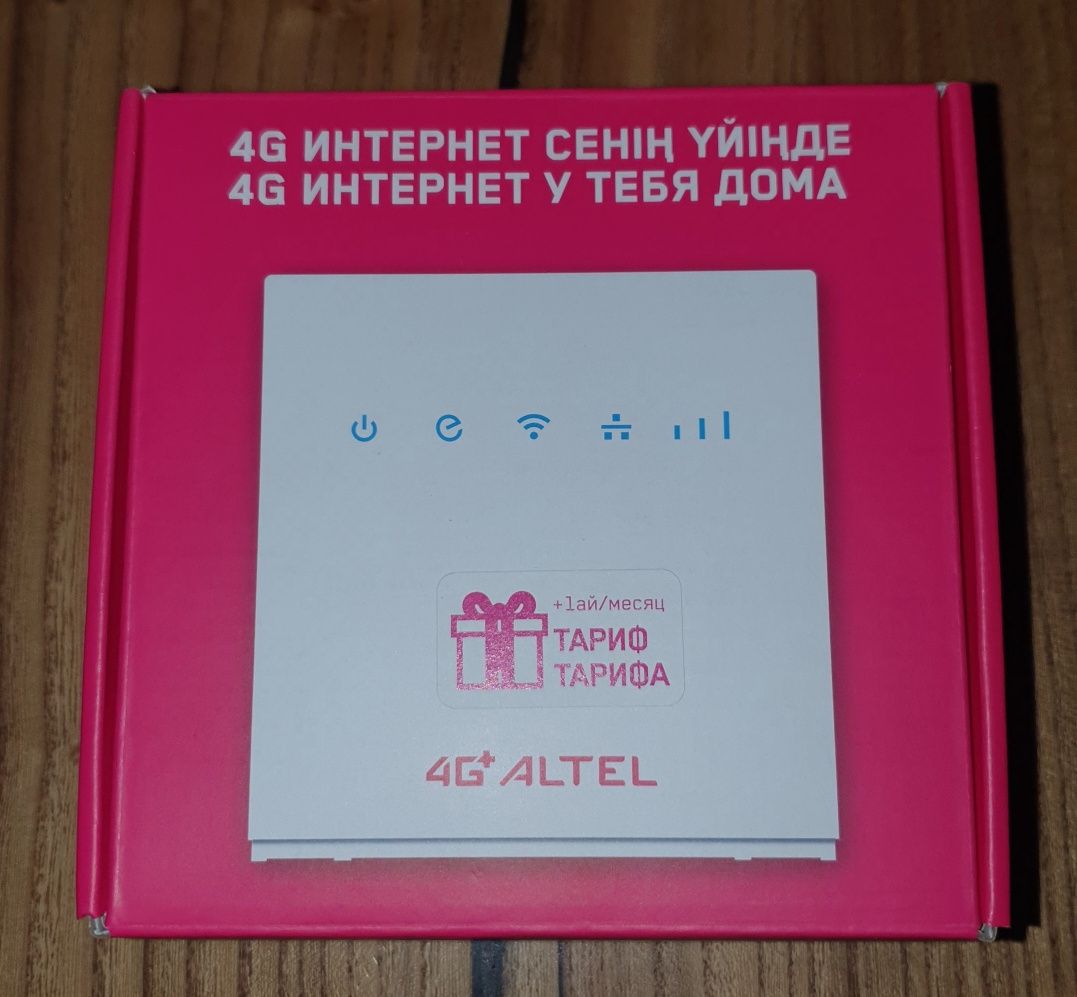 4G ИНТЕРНЕТ СЕНІҢ ҮЙІҢДЕ
4G ИНТЕРНЕТ У ТЕБЯ ДОМА
+1ай/месяц
ТАРИФ
ТАРИФА
4G+ ALTEL